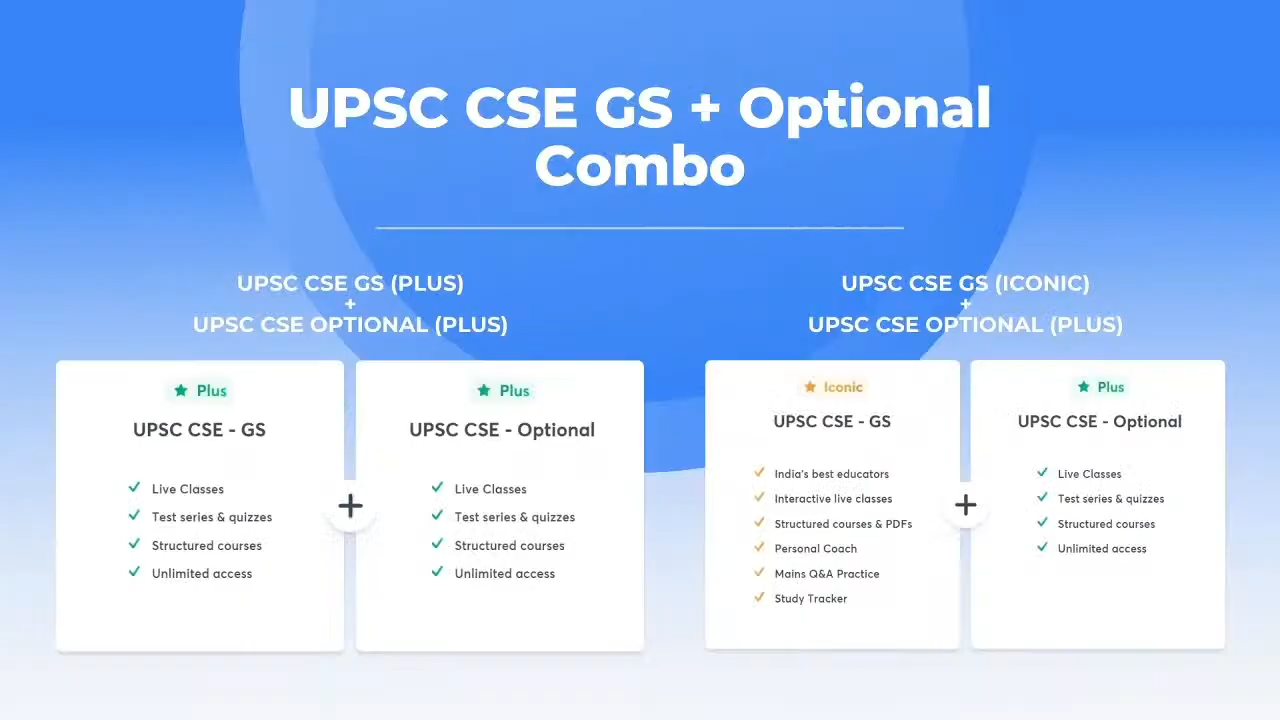 UPSC CSE GS + Optional
Combo
UPSC CSE GS (PLUS)
+
UPSC CSE OPTIONAL (PLUS)
Plus
UPSC CSE - GS
Live Classes
Test series & quizzes
Structured courses
Unlimited access
+
Plus
UPSC CSE - Optional
Live Classes
Test series & quizzes
Structured courses
Unlimited access
UPSC CSE GS (ICONIC)
+
UPSC CSE OPTIONAL (PLUS)
Iconic
UPSC CSE - GS
India's best educators
Interactive live classes
Structured courses & PDFs
Personal Coach
Mains Q&A Practice
Study Tracker
+
Plus
UPSC CSE - Optional
Live Classes
Test series & quizzes
Structured courses
Unlimited access